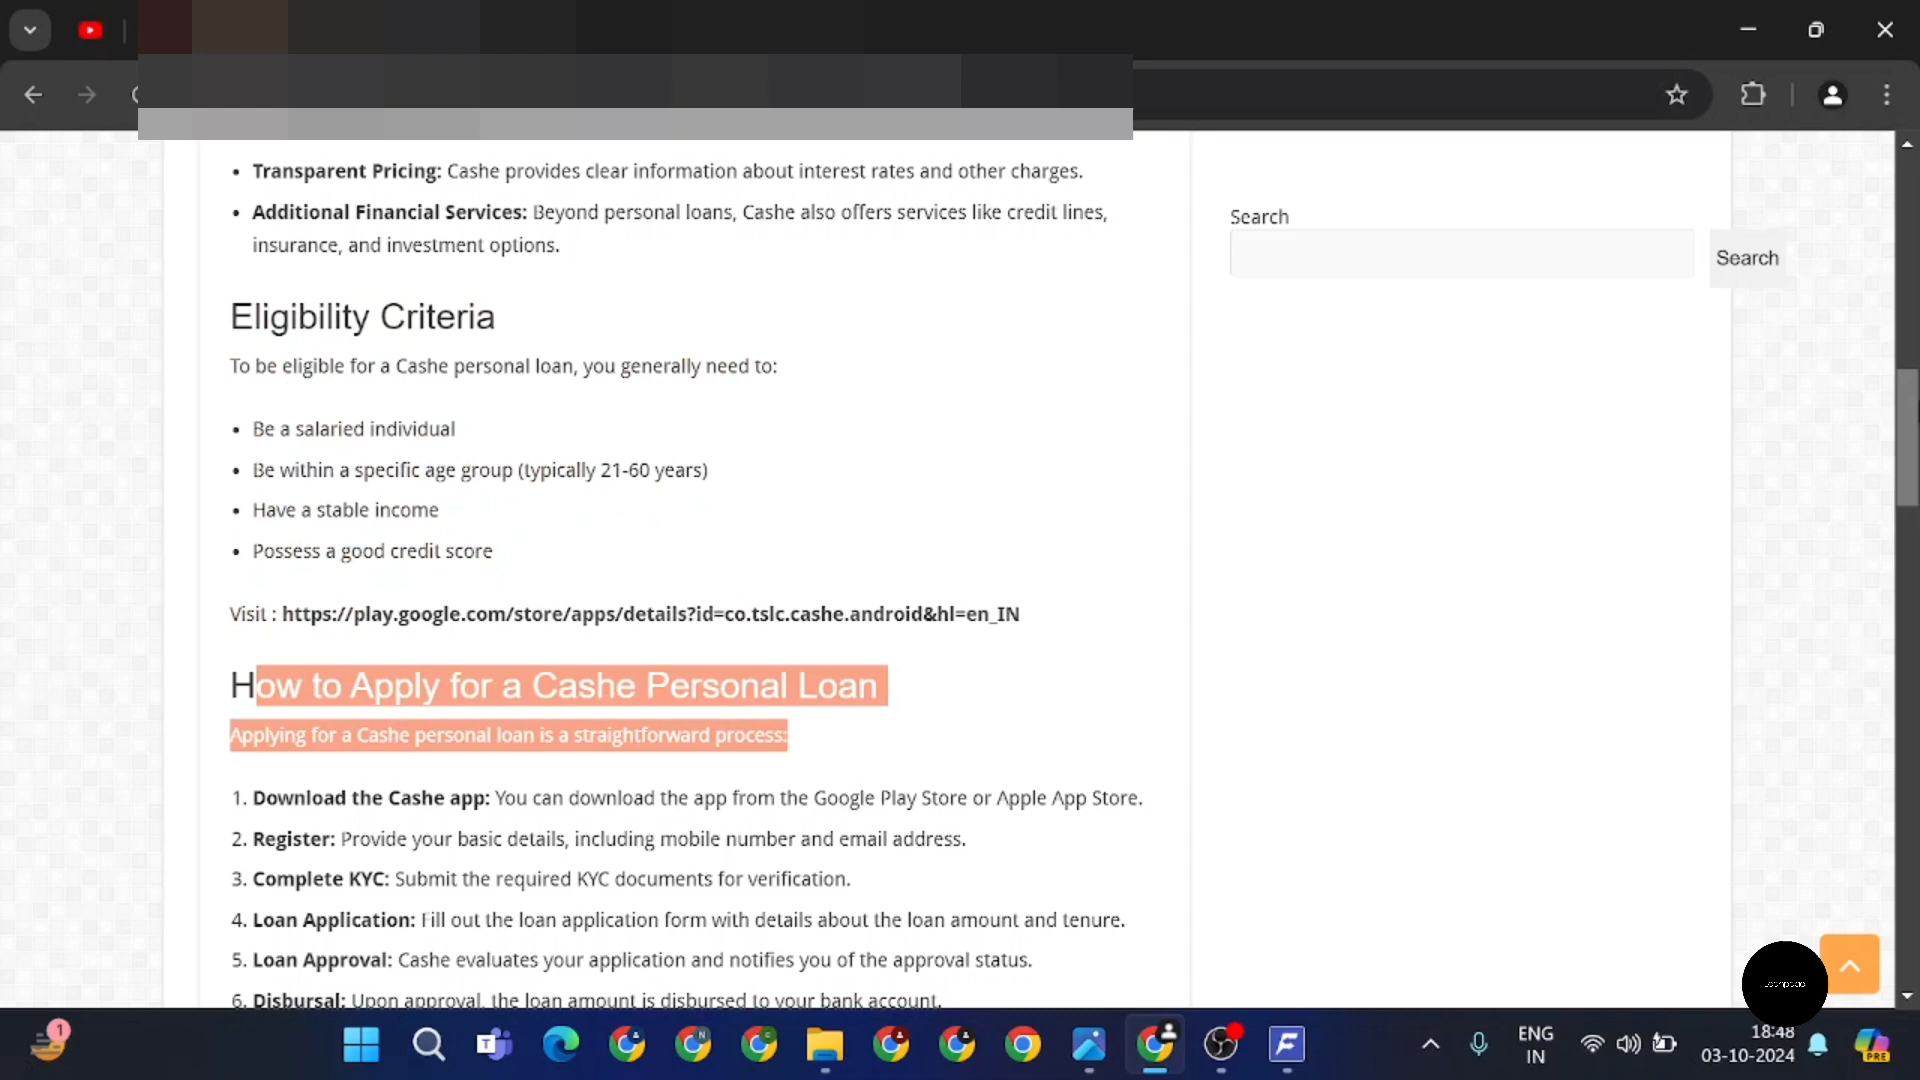 • Transparent Pricing: Cashe provides clear information about interest rates and other charges.
• Additional Financial Services: Beyond personal loans, Cashe also offers services like credit lines,
insurance, and investment options.
Search
Search
Eligibility Criteria
To be eligible for a Cashe personal loan, you generally need to:
• Be a salaried individual
• Be within a specific age group (typically 21-60 years)
• Have a stable income
• Possess a good credit score
Visit : https://play.google.com/store/apps/details?id=co.tslc.cashe.android&hl=en_IN
How to Apply for a Cashe Personal Loan
Applying for a Cashe personal loan is a straightforward process:
1. Download the Cashe app: You can download the app from the Google Play Store or Apple App Store.
2. Register: Provide your basic details, including mobile number and email address.
3. Complete KYC: Submit the required KYC documents for verification.
4. Loan Application: Fill out the loan application form with details about the loan amount and tenure.
5. Loan Approval: Cashe evaluates your application and notifies you of the approval status.
6. Disbursal: Upon approval, the loan amount is disbursed to your bank account.
1
ENG
IN
18:48
03-10-2024
PRE